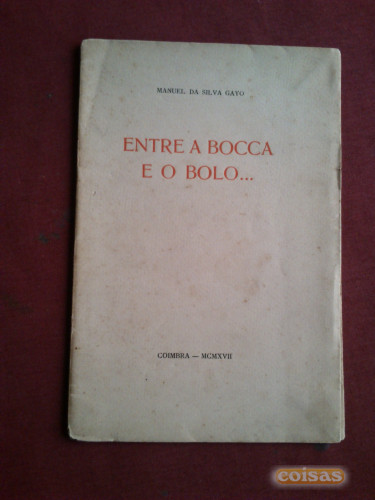 MANUEL DA SILVA GAYO
ENTRE A BOCCA
E O BOLO...
COIMBRA — MCMXVII
coisas